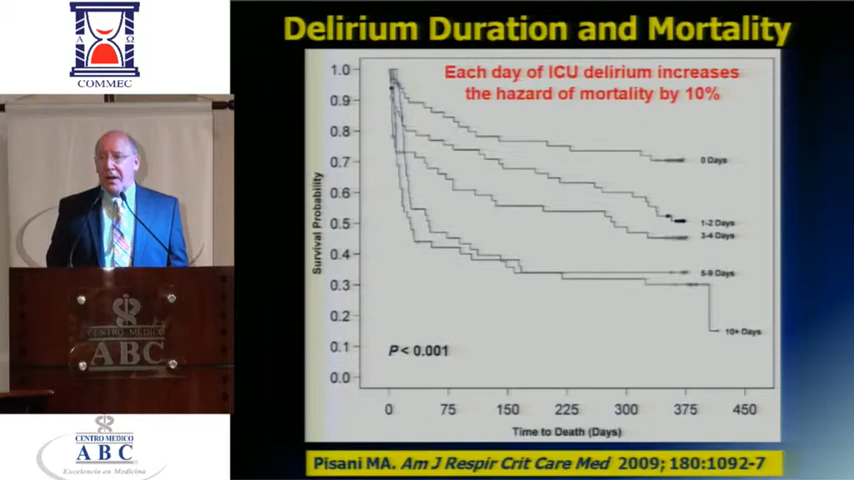 Delirium Duration and Mortality
A Ω
COMMEC
Each day of ICU delirium increases
the hazard of mortality by 10%
1.0
0.9
0.8
0.7
0.6
0.5
0.4
0.3
0.2
0.1
0.0
Survival Probability
0 Days
1-2 Days
3-4 Days
5-9 Days
10+ Days
P < 0.001
0 75 150 225 300 375 450
Time to Death (Days)
Pisani MA. Am J Respir Crit Care Med 2009; 180:1092-7
CENTRO MEDICO
ABC
CENTRO MEDICO
ABC
Excelencia en Medicina